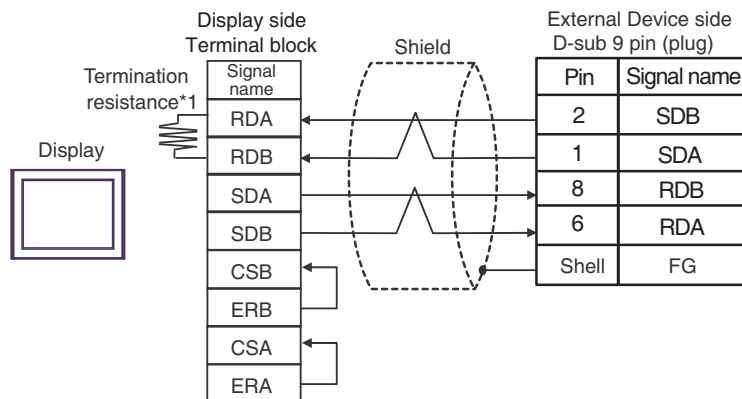 Display side
Terminal block
Shield
External Device side
D-sub 9 pin (plug)
Termination
resistance*1
Display
Signal
name
RDA
RDB
SDA
SDB
CSB
ERB
CSA
ERA
Pin Signal name
2 SDB
1 SDA
8 RDB
6 RDA
Shell FG